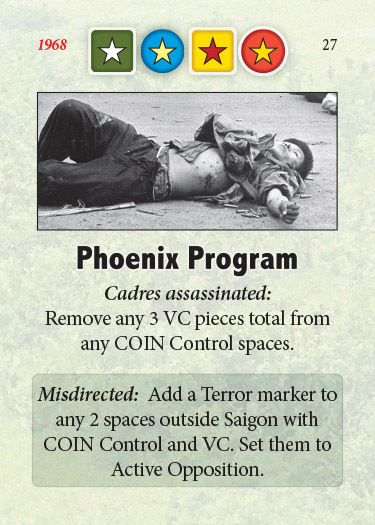 1968
27
Phoenix Program
Cadres assassinated:
Remove any 3 VC pieces total from
any COIN Control spaces.
Misdirected: Add a Terror marker to
any 2 spaces outside Saigon with
COIN Control and VC. Set them to
Active Opposition.